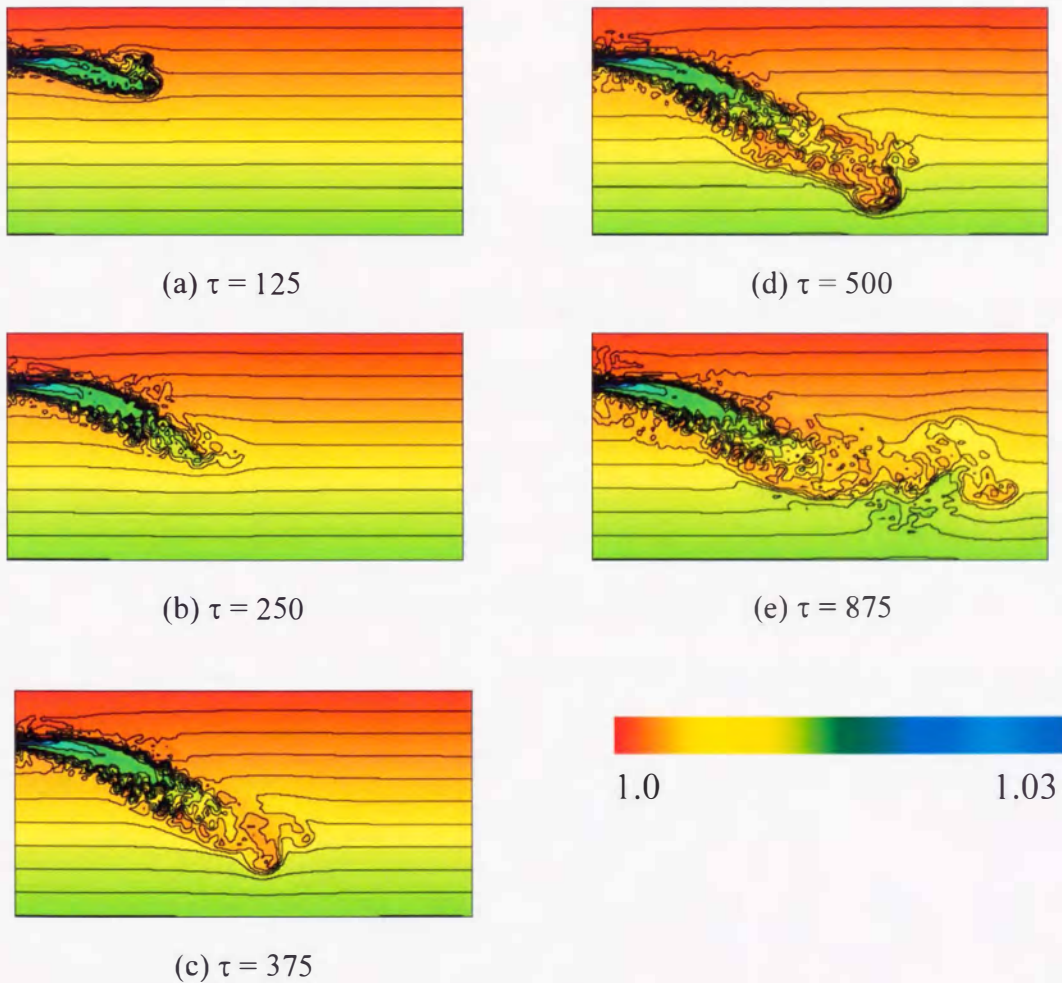 (a) τ = 125
(b) τ = 250
(c) τ = 375
(d) τ = 500
(e) τ = 875
1.0
1.03